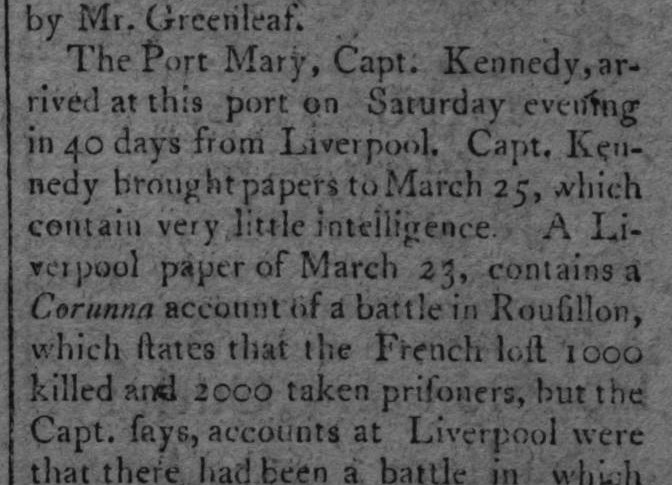 by Mr. Greenleaf.
The Port Mary, Capt. Kennedy, ar-
rived at this port on Saturday evening
in 40 days from Liverpool. Capt. Ken-
nedy brought papers to March 25, which
contain very little intelligence. A Li-
verpool paper of March 23, contains a
Corunna account of a battle in Rouſillon,
which ſtates that the French loſt 1000
killed and 2000 taken priſoners, but the
Capt. ſays, accounts at Liverpool were
that there had been a battle in which